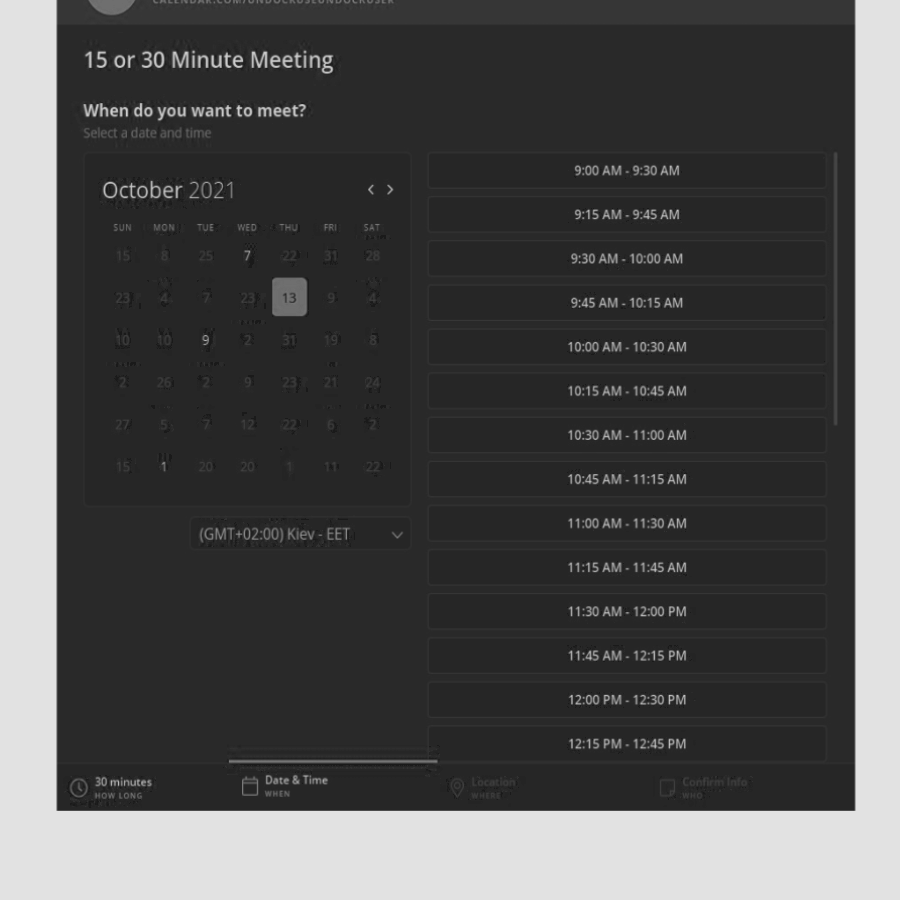 15 or 30 Minute Meeting
When do you want to meet?
Select a date and time
October 2021
SUN MON TUE WED THU FRI SAT
15 8 25 7 22 31 28
23 4 7 23 13 9 4
10 10 9 2 31 19 8
2 26 2 9 23 21 24
27 5 7 12 22 6 2
15 1 20 20 1 11 22
(GMT+02:00) Kiev - EET
9:00 AM - 9:30 AM
9:15 AM - 9:45 AM
9:30 AM - 10:00 AM
9:45 AM - 10:15 AM
10:00 AM - 10:30 AM
10:15 AM - 10:45 AM
10:30 AM - 11:00 AM
10:45 AM - 11:15 AM
11:00 AM - 11:30 AM
11:15 AM - 11:45 AM
11:30 AM - 12:00 PM
11:45 AM - 12:15 PM
12:00 PM - 12:30 PM
12:15 PM - 12:45 PM
30 minutes
HOW LONG
Date & Time
WHEN
Location
WHERE
Confirm Info
WHO